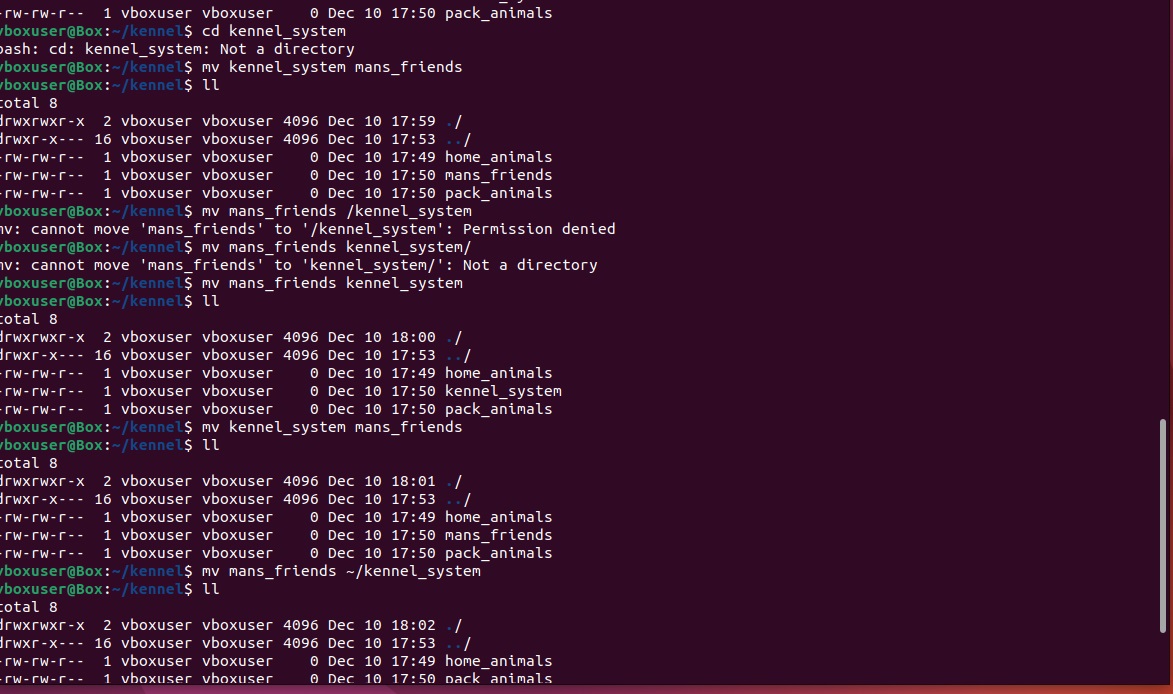 -rw-rw-r--  1 vboxuser vboxuser    0 Dec 10 17:50 pack_animals
vboxuser@Box:~/kennel$ cd kennel_system
bash: cd: kennel_system: Not a directory
vboxuser@Box:~/kennel$ mv kennel_system mans_friends
vboxuser@Box:~/kennel$ ll
total 8
drwxrwxr-x  2 vboxuser vboxuser 4096 Dec 10 17:59 ./
drwxr-x--- 16 vboxuser vboxuser 4096 Dec 10 17:53 ../
-rw-rw-r--  1 vboxuser vboxuser    0 Dec 10 17:49 home_animals
-rw-rw-r--  1 vboxuser vboxuser    0 Dec 10 17:50 mans_friends
-rw-rw-r--  1 vboxuser vboxuser    0 Dec 10 17:50 pack_animals
vboxuser@Box:~/kennel$ mv mans_friends /kennel_system
mv: cannot move 'mans_friends' to '/kennel_system': Permission denied
vboxuser@Box:~/kennel$ mv mans_friends kennel_system/
mv: cannot move 'mans_friends' to 'kennel_system/': Not a directory
vboxuser@Box:~/kennel$ mv mans_friends kennel_system
vboxuser@Box:~/kennel$ ll
total 8
drwxrwxr-x  2 vboxuser vboxuser 4096 Dec 10 18:00 ./
drwxr-x--- 16 vboxuser vboxuser 4096 Dec 10 17:53 ../
-rw-rw-r--  1 vboxuser vboxuser    0 Dec 10 17:49 home_animals
-rw-rw-r--  1 vboxuser vboxuser    0 Dec 10 17:50 kennel_system
-rw-rw-r--  1 vboxuser vboxuser    0 Dec 10 17:50 pack_animals
vboxuser@Box:~/kennel$ mv kennel_system mans_friends
vboxuser@Box:~/kennel$ ll
total 8
drwxrwxr-x  2 vboxuser vboxuser 4096 Dec 10 18:01 ./
drwxr-x--- 16 vboxuser vboxuser 4096 Dec 10 17:53 ../
-rw-rw-r--  1 vboxuser vboxuser    0 Dec 10 17:49 home_animals
-rw-rw-r--  1 vboxuser vboxuser    0 Dec 10 17:50 mans_friends
-rw-rw-r--  1 vboxuser vboxuser    0 Dec 10 17:50 pack_animals
vboxuser@Box:~/kennel$ mv mans_friends ~/kennel_system
vboxuser@Box:~/kennel$ ll
total 8
drwxrwxr-x  2 vboxuser vboxuser 4096 Dec 10 18:02 ./
drwxr-x--- 16 vboxuser vboxuser 4096 Dec 10 17:53 ../
-rw-rw-r--  1 vboxuser vboxuser    0 Dec 10 17:49 home_animals
-rw-rw-r--  1 vboxuser vboxuser    0 Dec 10 17:50 pack_animals